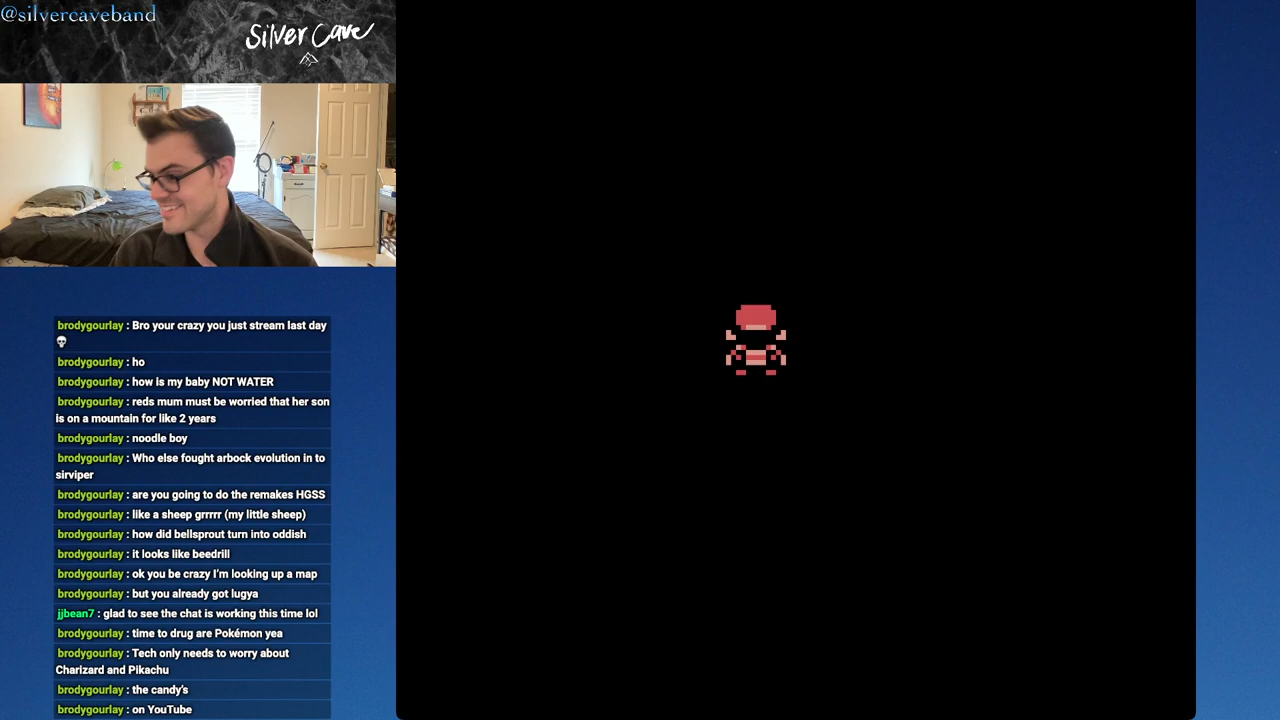 @silvercaveband
Silver Cave
brodygourlay : Bro your crazy you just stream last day
💀
brodygourlay : ho
brodygourlay : how is my baby NOT WATER
brodygourlay : reds mum must be worried that her son
is on a mountain for like 2 years
brodygourlay : noodle boy
brodygourlay : Who else fought arbock evolution in to
sirviper
brodygourlay : are you going to do the remakes HGSS
brodygourlay : like a sheep grrrrr (my little sheep)
brodygourlay : how did bellsprout turn into oddish
brodygourlay : it looks like beedrill
brodygourlay : ok you be crazy I'm looking up a map
brodygourlay : but you already got lugya
jjbean7 : glad to see the chat is working this time lol
brodygourlay : time to drug are Pokémon yea
brodygourlay : Tech only needs to worry about
Charizard and Pikachu
brodygourlay : the candy's
brodygourlay : on YouTube